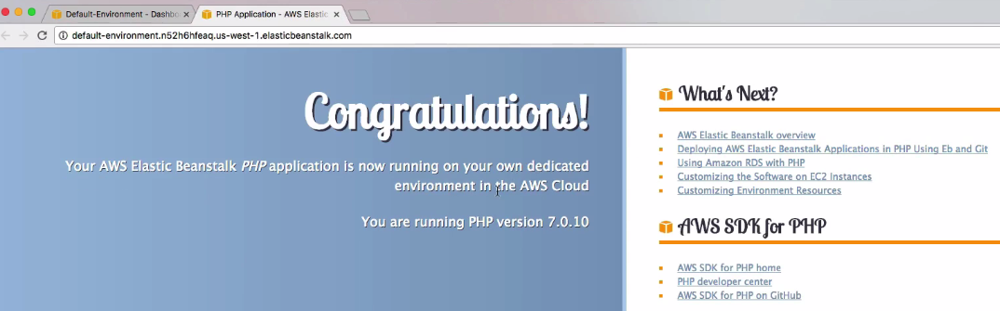 Default-Environment - Dashbo
PHP Application - AWS Elastic
default-environment.n52h6hfeaq.us-west-1.elasticbeanstalk.com
Congratulations!
Your AWS Elastic Beanstalk PHP application is now running on your own dedicated
environment in the AWS Cloud
You are running PHP version 7.0.10
What's Next?
AWS Elastic Beanstalk overview
Deploying AWS Elastic Beanstalk Applications in PHP Using Eb and Git
Using Amazon RDS with PHP
Customizing the Software on EC2 Instances
Customizing Environment Resources
AWS SDK for PHP
AWS SDK for PHP home
PHP developer center
AWS SDK for PHP on GitHub